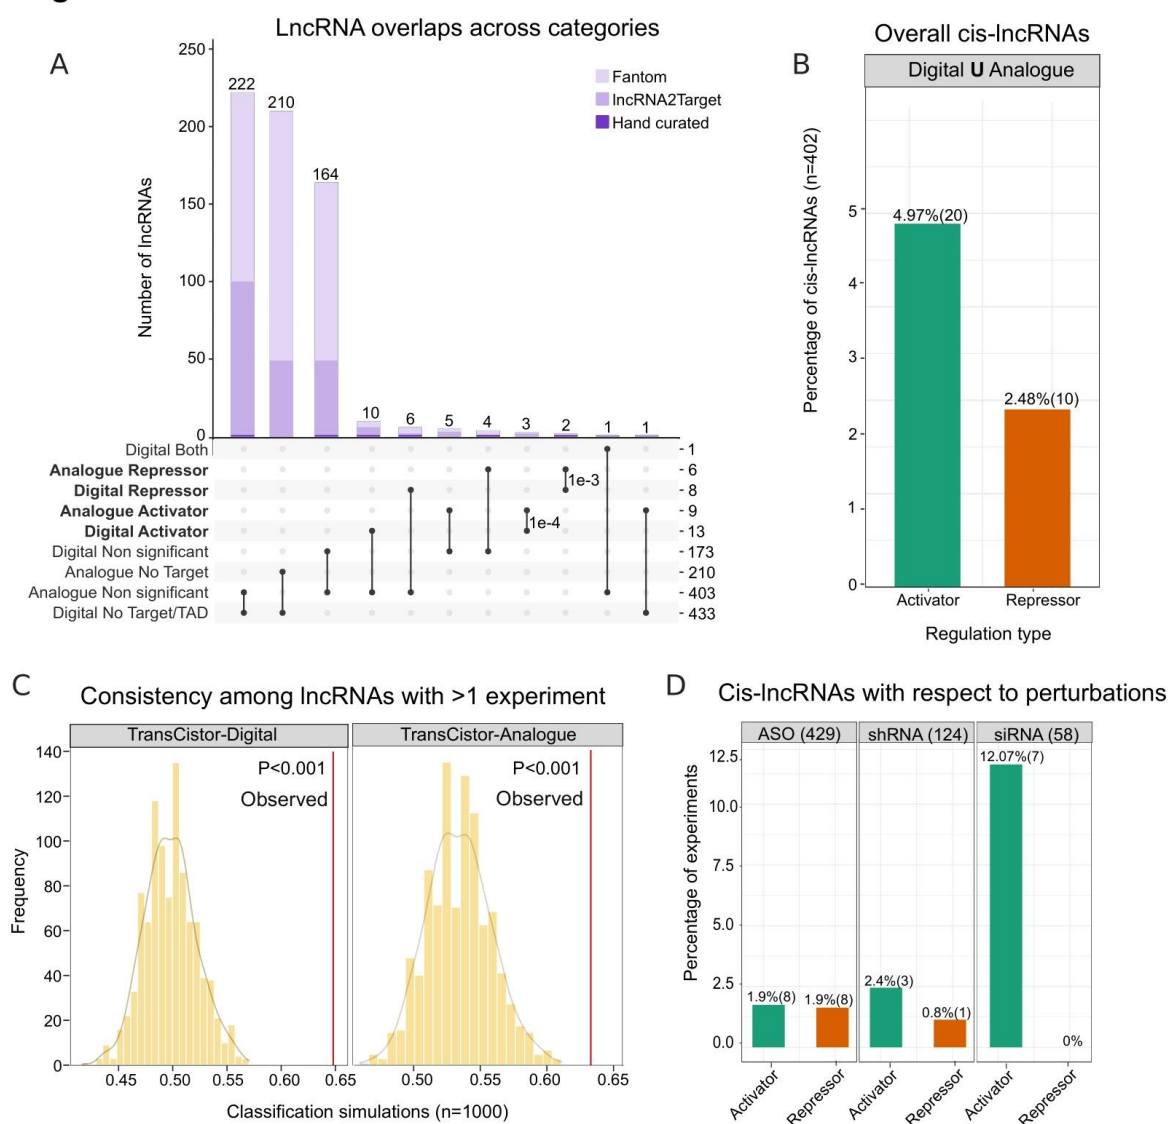 LncRNA overlaps across categories
A
250
200
150
100
50
0
Number of lncRNAs
222
210
164
10
6
5
4
3
2
1
1
Fantom
lncRNA2Target
Hand curated
Digital Both
1
Analogue Repressor
6
Digital Repressor
8
Analogue Activator
9
Digital Activator
13
Digital Non significant
173
Analogue No Target
210
Analogue Non significant
403
Digital No Target/TAD
433
1e-3
1e-4
B
Overall cis-lncRNAs
Digital U Analogue
Percentage of cis-lncRNAs (n=402)
5
4
3
2
1
0
4.97%(20)
2.48%(10)
Activator
Repressor
Regulation type
C
Consistency among lncRNAs with >1 experiment
TransCistor-Digital
TransCistor-Analogue
Frequency
140
120
100
80
60
40
20
0
P<0.001
Observed
P<0.001
Observed
0.45
0.50
0.55
0.60
0.65
0.50
0.55
0.60
0.65
Classification simulations (n=1000)
D
Cis-lncRNAs with respect to perturbations
ASO (429)
shRNA (124)
siRNA (58)
Percentage of experiments
12.5
10.0
7.5
5.0
2.5
0.0
1.9%(8)
1.9%(8)
2.4%(3)
0.8%(1)
12.07%(7)
0%
Activator
Repressor
Activator
Repressor
Activator
Repressor